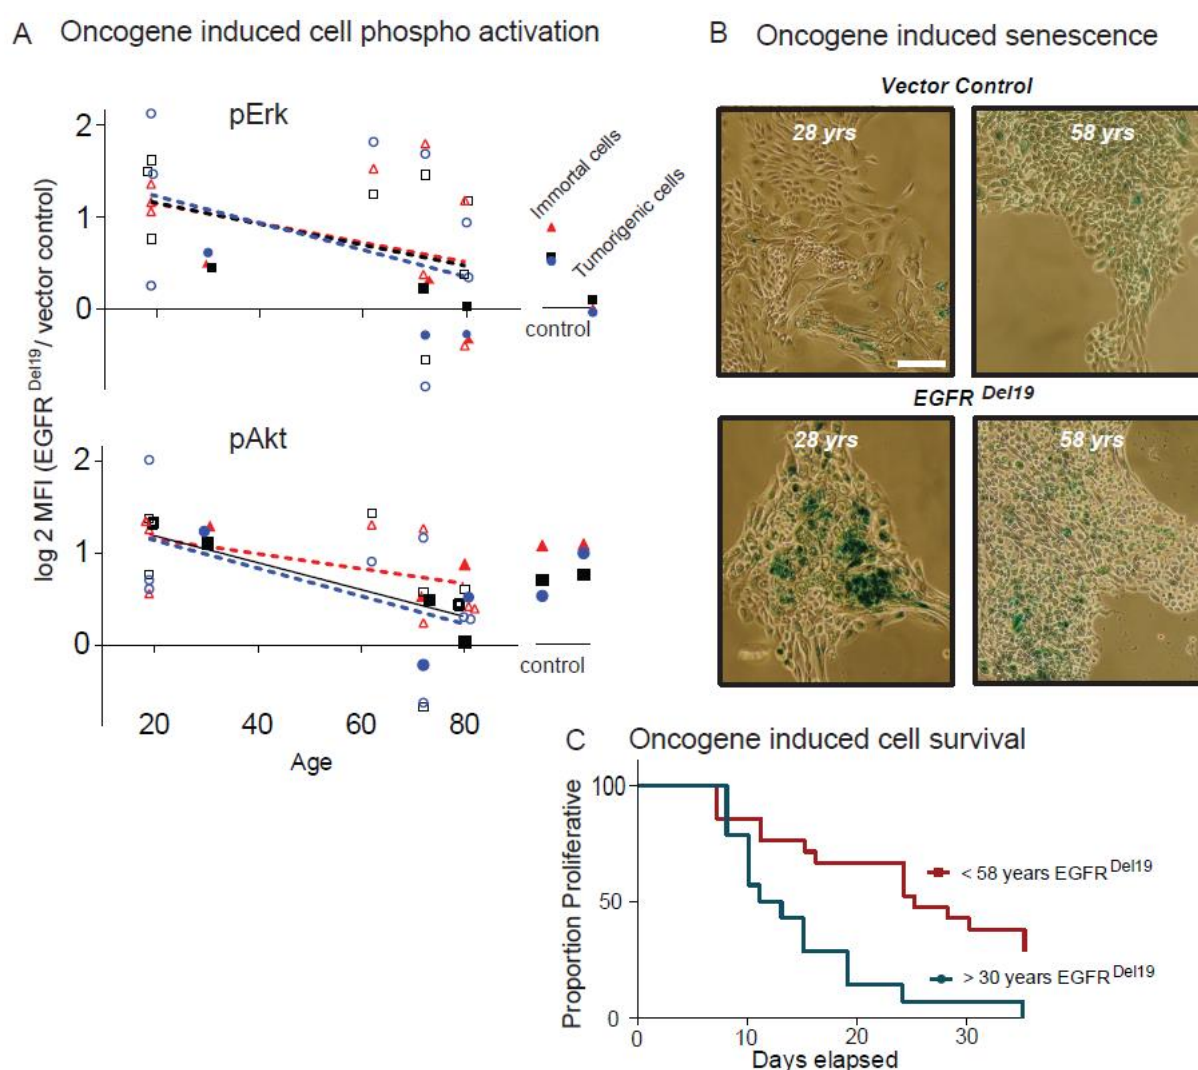 A Oncogene induced cell phospho activation
pErk
2
1
0
Immortal cells
Tumorigenic cells
control
log 2 MFI (EGFR Del19 / vector control)
pAkt
2
1
0
control
20 40 60 80
Age
B Oncogene induced senescence
Vector Control
28 yrs
58 yrs
EGFR Del19
28 yrs
58 yrs
C Oncogene induced cell survival
Proportion Proliferative
100
50
0
< 58 years EGFR Del19
> 30 years EGFR Del19
0 10 20 30
Days elapsed